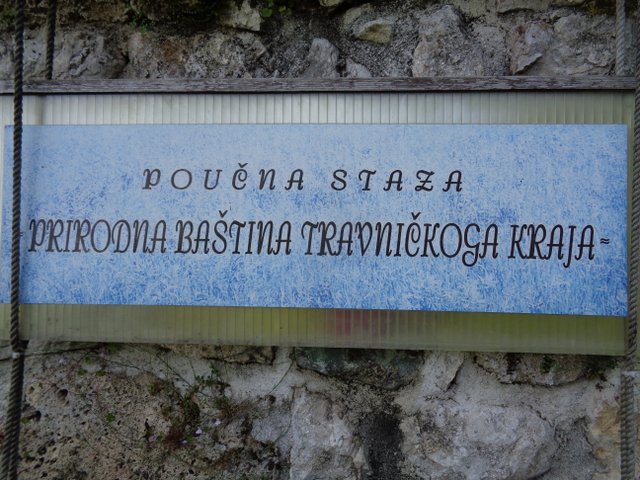 POUČNA STAZA
~ PRIRODNA BAŠTINA TRAVNIČKOGA KRAJA ~